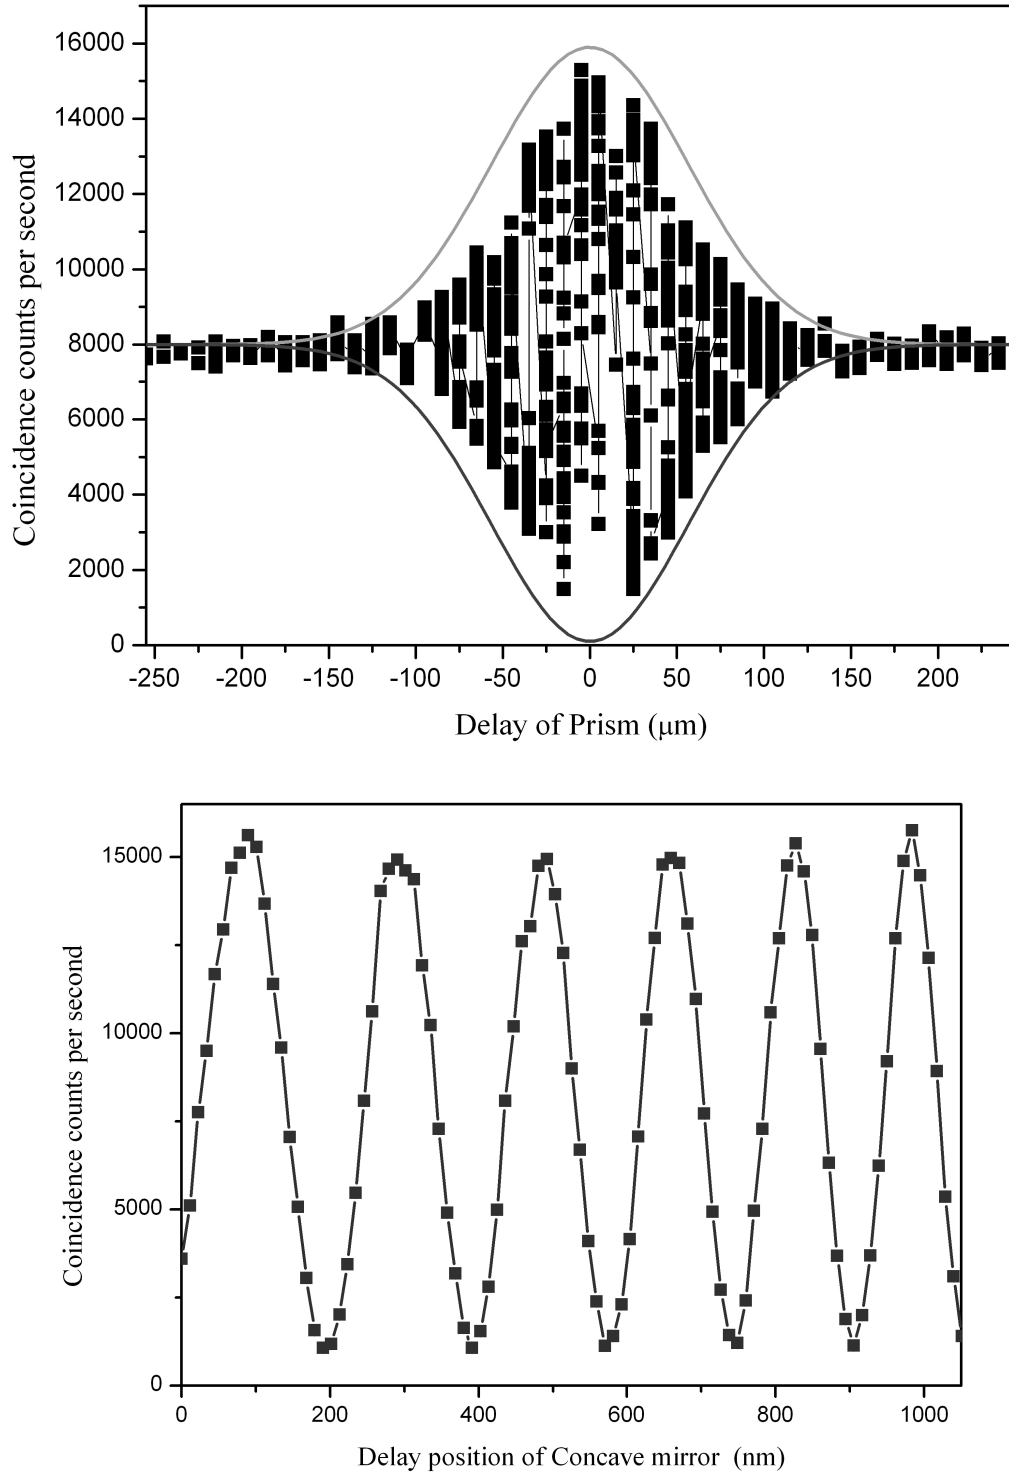 16000
14000
12000
10000
8000
6000
4000
2000
0
Coincidence counts per second
-250 -200 -150 -100 -50 0 50 100 150 200
Delay of Prism (μm)
15000
10000
5000
0
Coincidence counts per second
0 200 400 600 800 1000
Delay position of Concave mirror (nm)